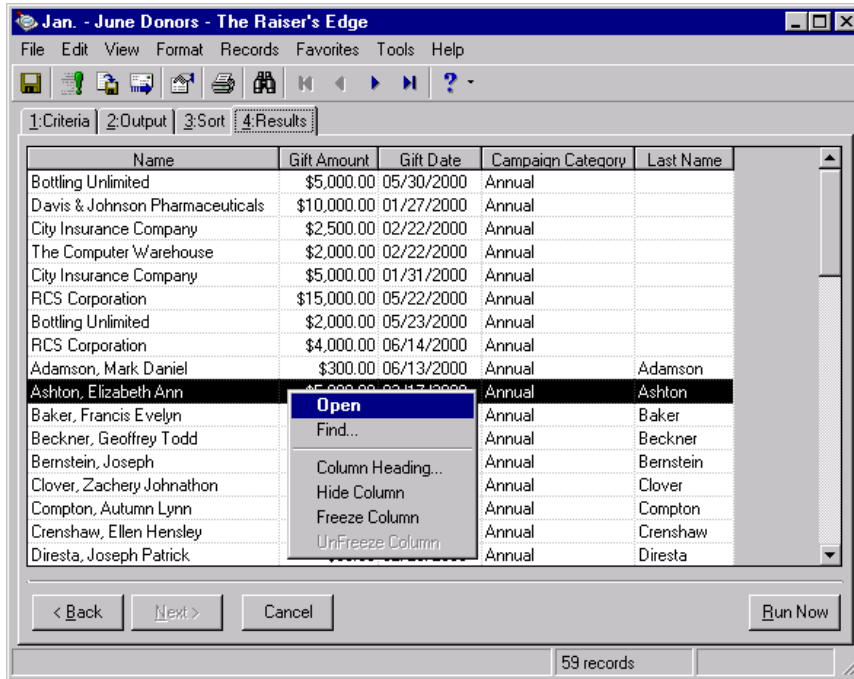 Jan. - June Donors - The Raiser's Edge
File Edit View Format Records Favorites Tools Help
1:Criteria 2:Output 3:Sort 4:Results
Name Gift Amount Gift Date Campaign Category Last Name
Bottling Unlimited $5,000.00 05/30/2000 Annual
Davis & Johnson Pharmaceuticals $10,000.00 01/27/2000 Annual
City Insurance Company $2,500.00 02/22/2000 Annual
The Computer Warehouse $2,000.00 02/22/2000 Annual
City Insurance Company $5,000.00 01/31/2000 Annual
RCS Corporation $15,000.00 05/22/2000 Annual
Bottling Unlimited $2,000.00 05/23/2000 Annual
RCS Corporation $4,000.00 06/14/2000 Annual
Adamson, Mark Daniel $300.00 06/13/2000 Annual Adamson
Ashton, Elizabeth Ann Annual Ashton
Open
Baker, Francis Evelyn Annual Baker
Find...
Beckner, Geoffrey Todd Annual Beckner
Bernstein, Joseph Annual Bernstein
Column Heading...
Clover, Zachery Johnathon Annual Clover
Hide Column
Compton, Autumn Lynn Annual Compton
Freeze Column
Crenshaw, Ellen Hensley Annual Crenshaw
UnFreeze Column
Diresta, Joseph Patrick Annual Diresta
< Back Next > Cancel Run Now
59 records